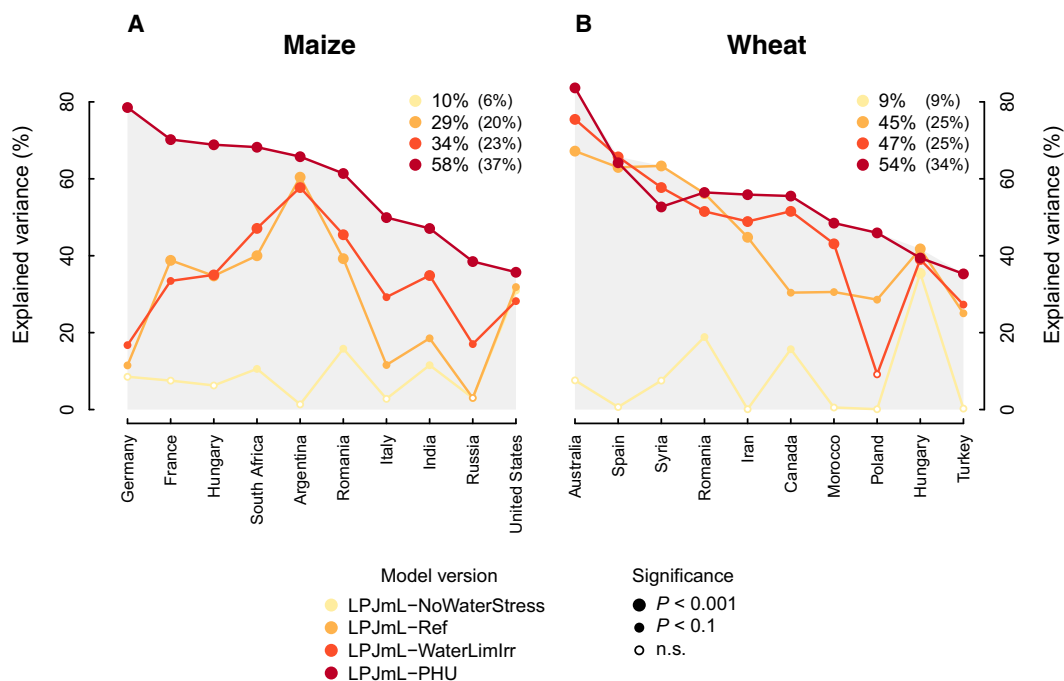 A
Maize
Explained variance (%)
80
60
40
20
0
10% (6%)
29% (20%)
34% (23%)
58% (37%)
Germany
France
Hungary
South Africa
Argentina
Romania
Italy
India
Russia
United States
B
Wheat
9% (9%)
45% (25%)
47% (25%)
54% (34%)
80
60
40
20
0
Explained variance (%)
Australia
Spain
Syria
Romania
Iran
Canada
Morocco
Poland
Hungary
Turkey
Model version
LPJmL−NoWaterStress
LPJmL−Ref
LPJmL−WaterLimIrr
LPJmL−PHU
Significance
P < 0.001
P < 0.1
n.s.